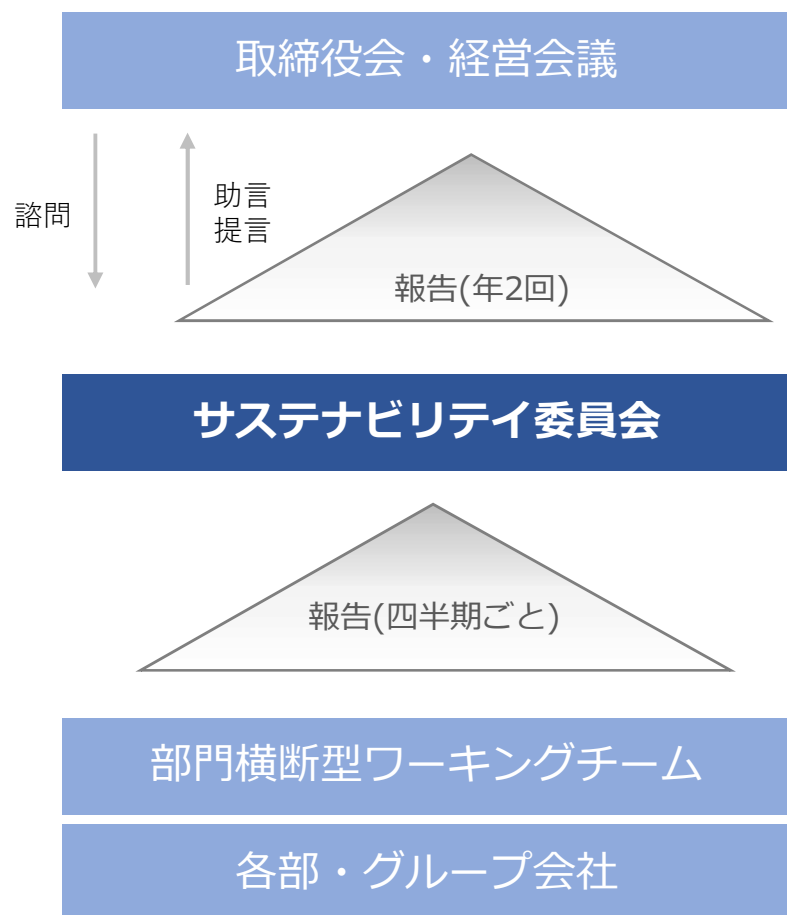 取締役会・経営会議
諮問
助言
提言
報告(年2回)
サステナビリテイ委員会
報告(四半期ごと)
部門横断型ワーキングチーム
各部・グループ会社